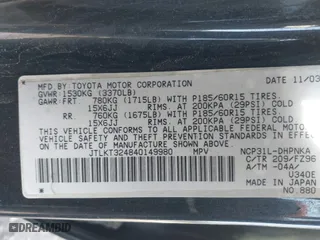 MFD. BY TOYOTA MOTOR CORPORATION 11/03
GVWR 1530KG (3370LB)
GAWR FRT. 780KG (1715LB) WITH P185/60R15 TIRES,
15X6JJ RIMS, AT 200KPA (29PSI) COLD
RR. 760KG (1675LB) WITH P185/60R15 TIRES,
15X6JJ RIMS, AT 200KPA (29PSI) COLD
THIS VEHICLE CONFORMS TO ALL APPLICABLE FEDERAL MOTOR
VEHICLE SAFETY AND THEFT PREVENTION STANDARDS IN
EFFECT ON THE DATE OF MANUFACTURE SHOWN ABOVE.
JTLKT324840149980 MPV
NCP31L-DHPNKA
C/TR 209/FZ96
A/TM -04A/
U340E
MADE IN JAPAN
NO. 880